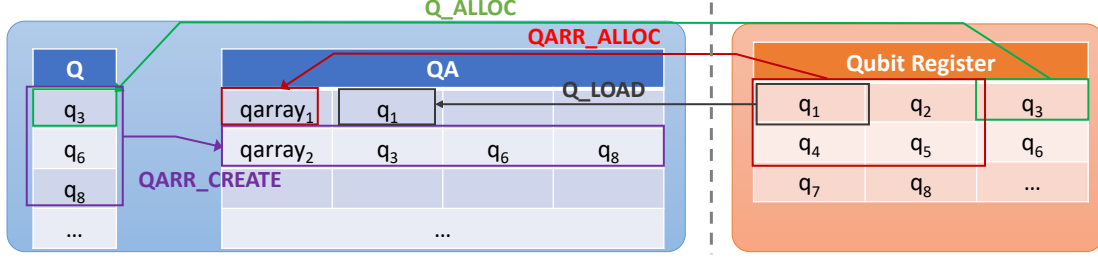 Q_ALLOC
QARR_ALLOC
Q QA Qubit Register
Q_LOAD
q₃ qarray₁ q₁ q₁ q₂ q₃
q₆ qarray₂ q₃ q₆ q₈ q₄ q₅ q₆
QARR_CREATE
q₈ q₇ q₈ ...
... ...